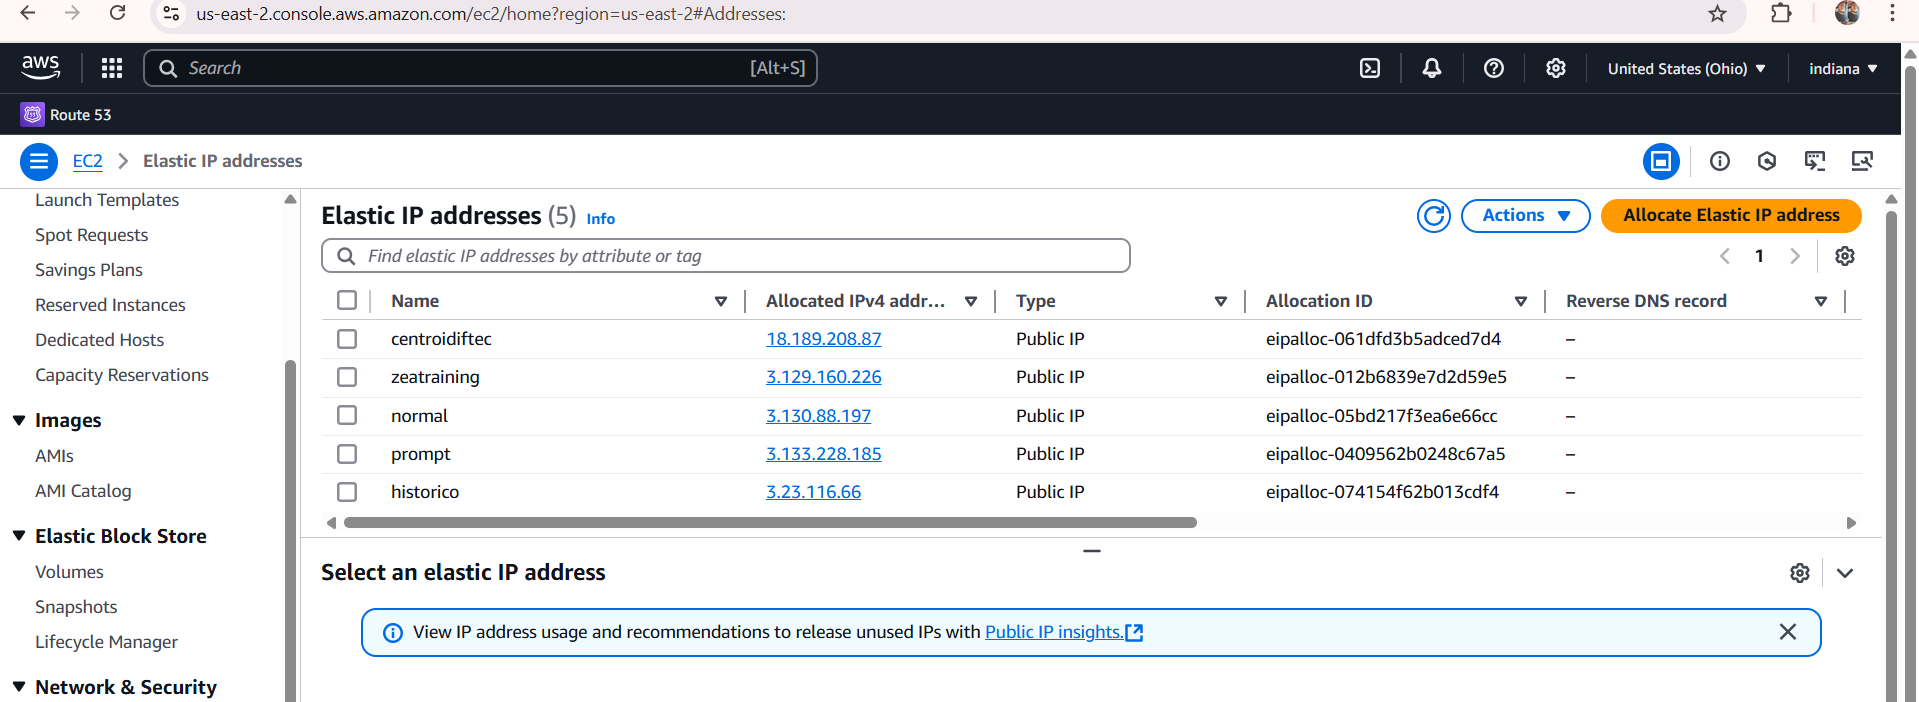 us-east-2.console.aws.amazon.com/ec2/home?region=us-east-2#Addresses:
aws
Search
[Alt+S]
United States (Ohio)
indiana
Route 53
EC2
Elastic IP addresses
Launch Templates
Spot Requests
Savings Plans
Reserved Instances
Dedicated Hosts
Capacity Reservations
Images
AMIs
AMI Catalog
Elastic Block Store
Volumes
Snapshots
Lifecycle Manager
Network & Security
Elastic IP addresses (5) Info
Actions
Allocate Elastic IP address
Find elastic IP addresses by attribute or tag
1
Name Allocated IPv4 addr... Type Allocation ID Reverse DNS record
centroidiftec 18.189.208.87 Public IP eipalloc-061dfd3b5adced7d4 –
zeatraining 3.129.160.226 Public IP eipalloc-012b6839e7d2d59e5 –
normal 3.130.88.197 Public IP eipalloc-05bd217f3ea6e66cc –
prompt 3.133.228.185 Public IP eipalloc-0409562b0248c67a5 –
historico 3.23.116.66 Public IP eipalloc-074154f62b013cdf4 –
Select an elastic IP address
View IP address usage and recommendations to release unused IPs with Public IP insights.